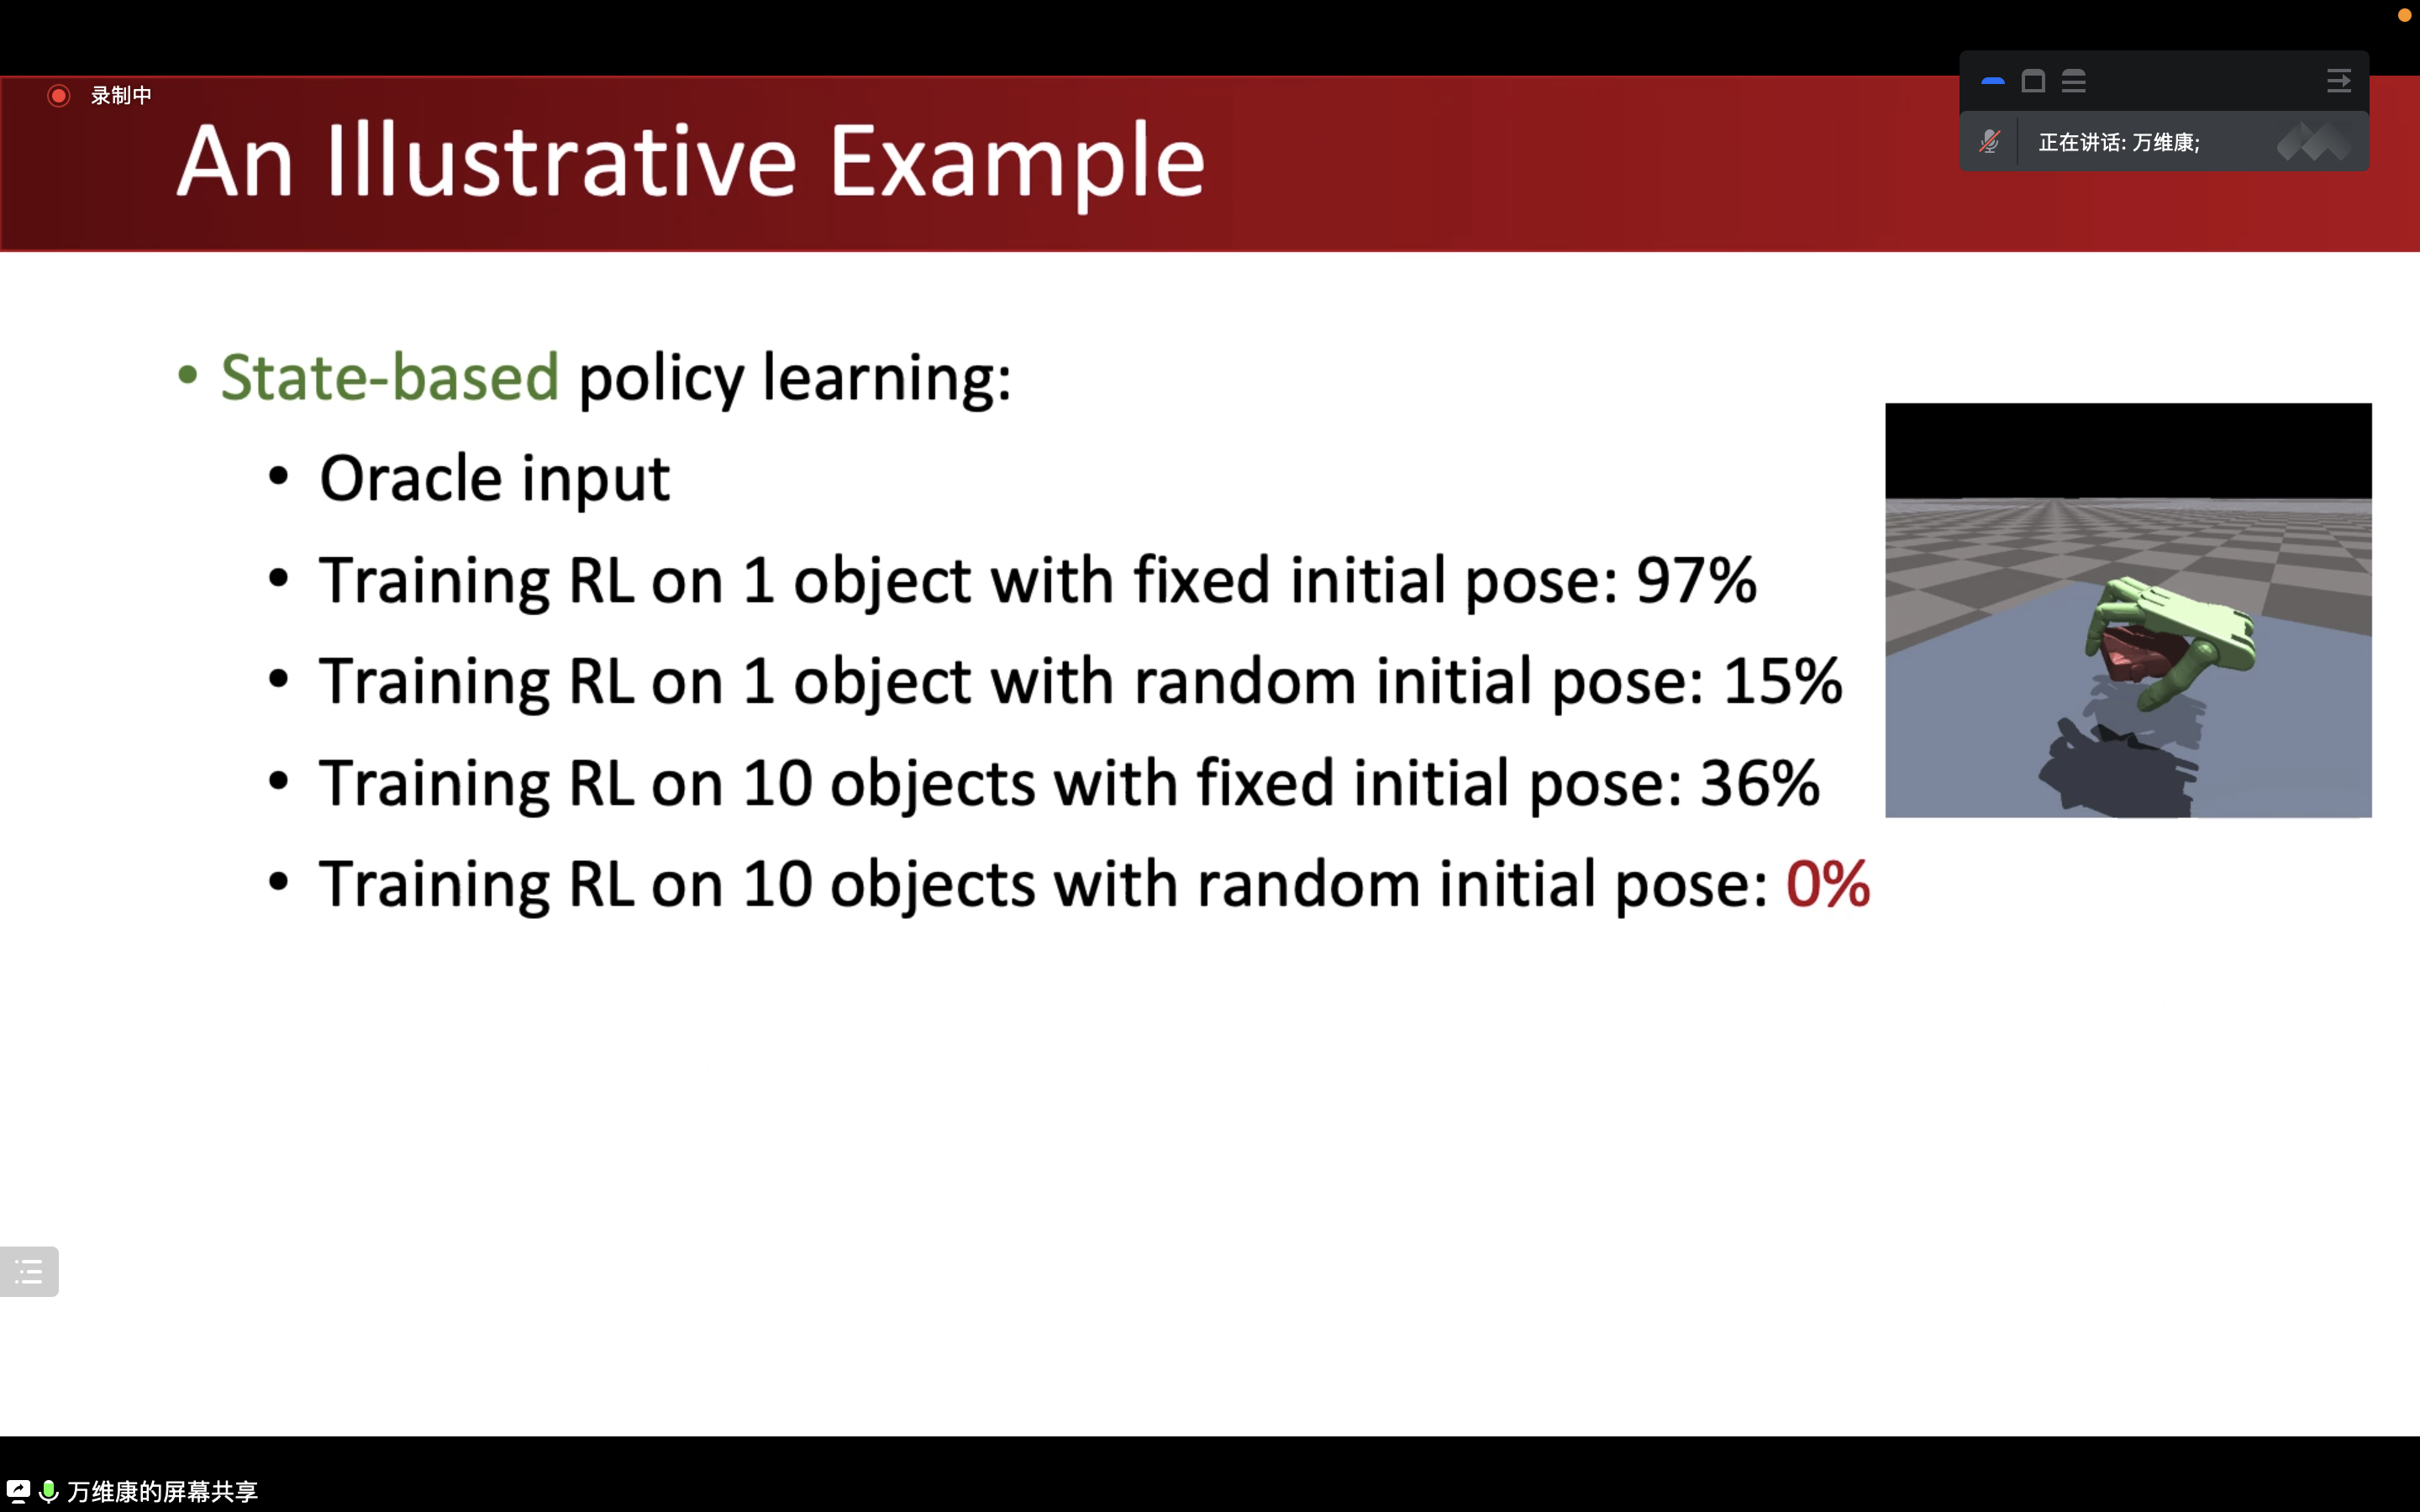 录制中
An Illustrative Example
正在讲话: 万维康;
• State-based policy learning:
• Oracle input
• Training RL on 1 object with fixed initial pose: 97%
• Training RL on 1 object with random initial pose: 15%
• Training RL on 10 objects with fixed initial pose: 36%
• Training RL on 10 objects with random initial pose: 0%
万维康的屏幕共享